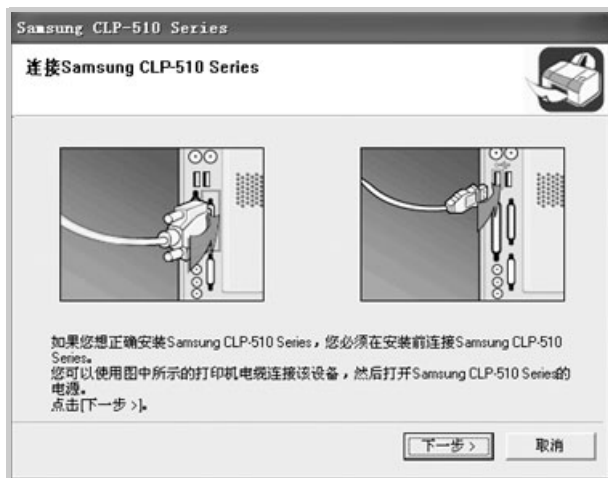 Samsung CLP-510 Series
连接Samsung CLP-510 Series
如果您想正确安装Samsung CLP-510 Series，您必须在安装前连接Samsung CLP-510
Series。
您可以使用图中所示的打印机电缆连接该设备，然后打开Samsung CLP-510 Series的
电源。
点击[下一步 >]。
下一步 >
取消